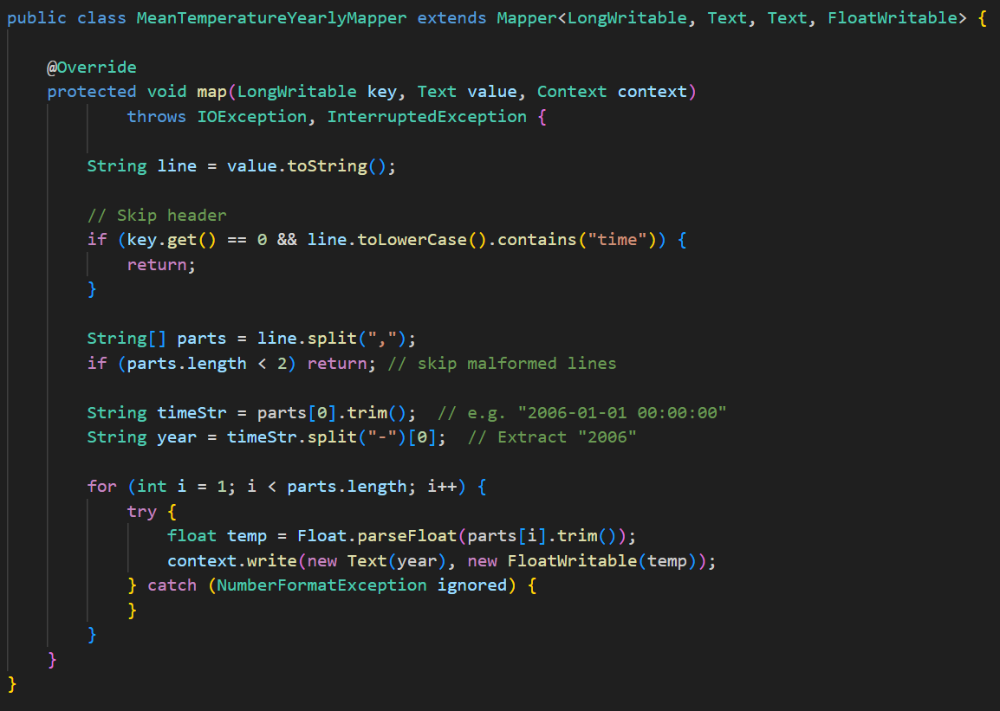 public class MeanTemperatureYearlyMapper extends Mapper<LongWritable, Text, Text, FloatWritable> {
@Override
protected void map(LongWritable key, Text value, Context context)
throws IOException, InterruptedException {
String line = value.toString();
// Skip header
if (key.get() == 0 && line.toLowerCase().contains("time")) {
return;
}
String[] parts = line.split(",");
if (parts.length < 2) return; // skip malformed lines
String timeStr = parts[0].trim();  // e.g. "2006-01-01 00:00:00"
String year = timeStr.split("-")[0];  // Extract "2006"
for (int i = 1; i < parts.length; i++) {
try {
float temp = Float.parseFloat(parts[i].trim());
context.write(new Text(year), new FloatWritable(temp));
} catch (NumberFormatException ignored) {
}
}
}
}